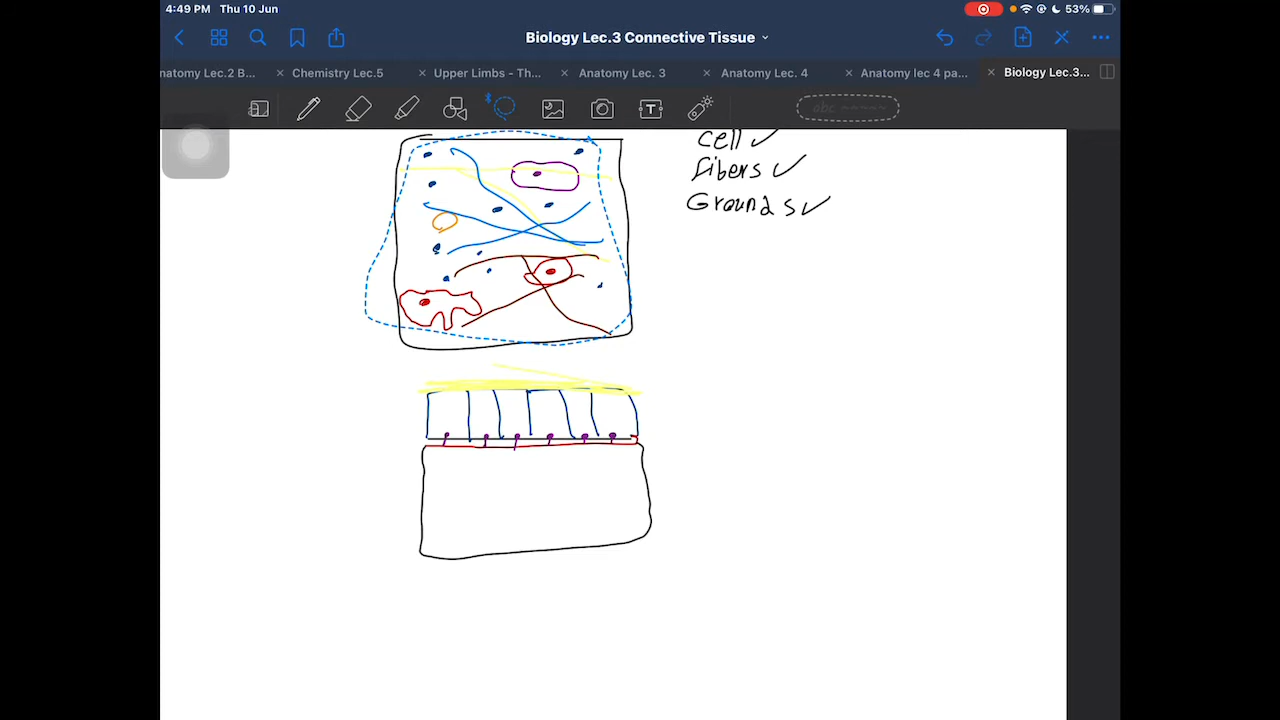 4:49 PM Thu 10 Jun
53%
Biology Lec.3 Connective Tissue
natomy Lec.2 B...
Chemistry Lec.5
Upper Limbs - Th...
Anatomy Lec. 3
Anatomy Lec. 4
Anatomy lec 4 pa...
Biology Lec.3...
T
abc
Cell ✓
Fibers ✓
Ground s ✓